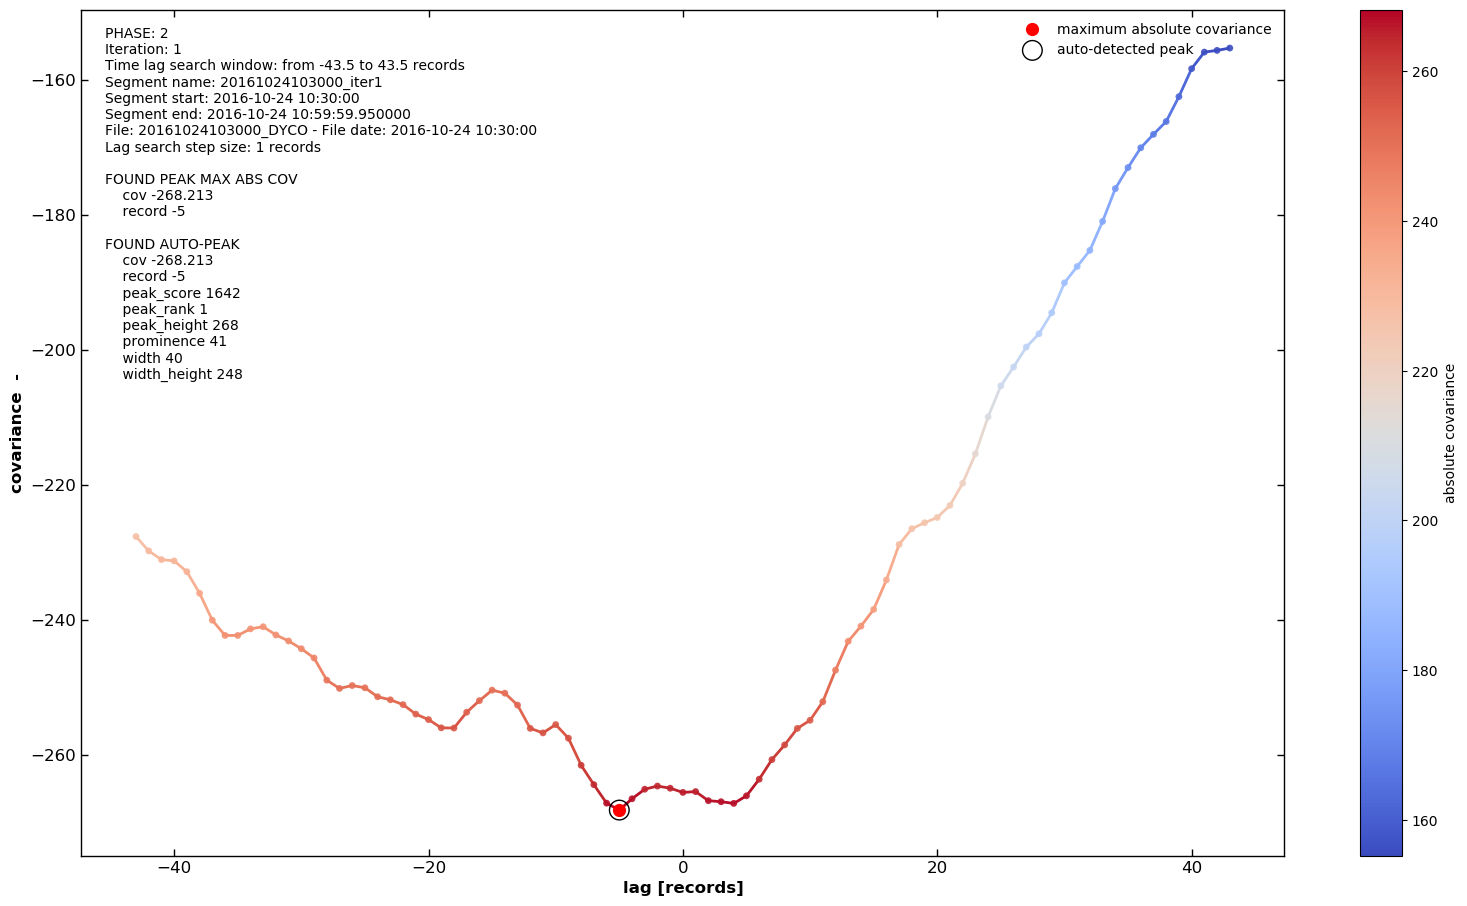 PHASE: 2
Iteration: 1
Time lag search window: from -43.5 to 43.5 records
Segment name: 20161024103000_iter1
Segment start: 2016-10-24 10:30:00
Segment end: 2016-10-24 10:59:59.950000
File: 20161024103000_DYCO - File date: 2016-10-24 10:30:00
Lag search step size: 1 records
FOUND PEAK MAX ABS COV
cov -268.213
record -5
FOUND AUTO-PEAK
cov -268.213
record -5
peak_score 1642
peak_rank 1
peak_height 268
prominence 41
width 40
width_height 248
maximum absolute covariance
auto-detected peak
covariance -
−160
−180
−200
−220
−240
−260
−40
−20
0
20
40
lag [records]
260
240
220
200
180
160
absolute covariance